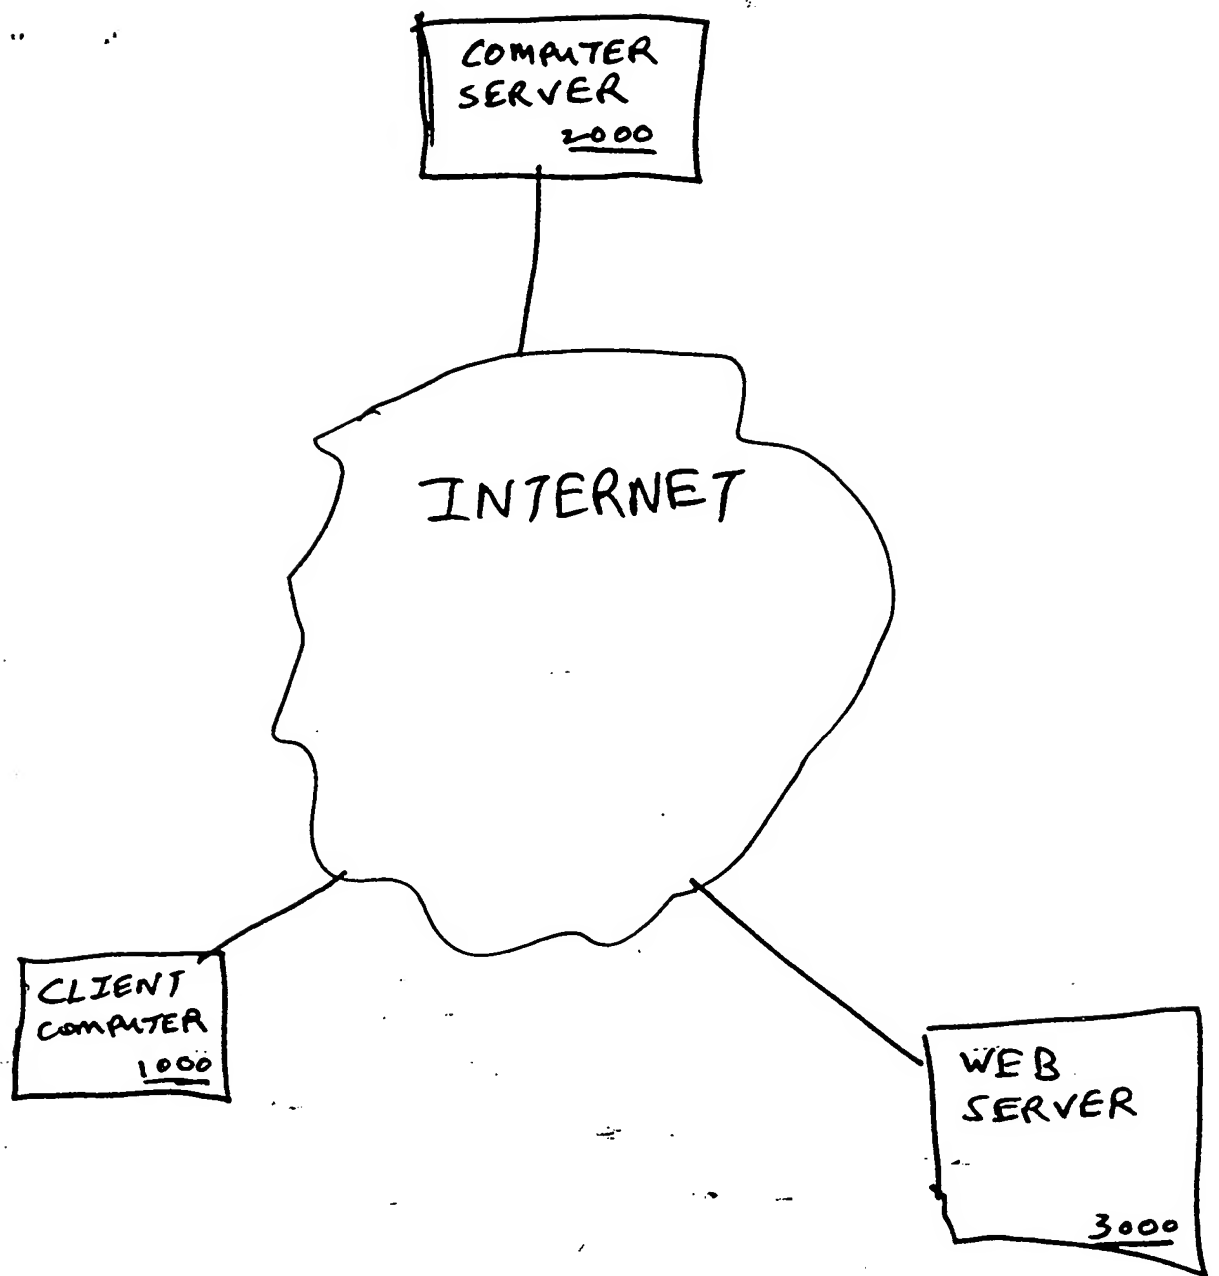 COMPUTER
SERVER
2000
INTERNET
CLIENT
COMPUTER
1000
WEB
SERVER
3000